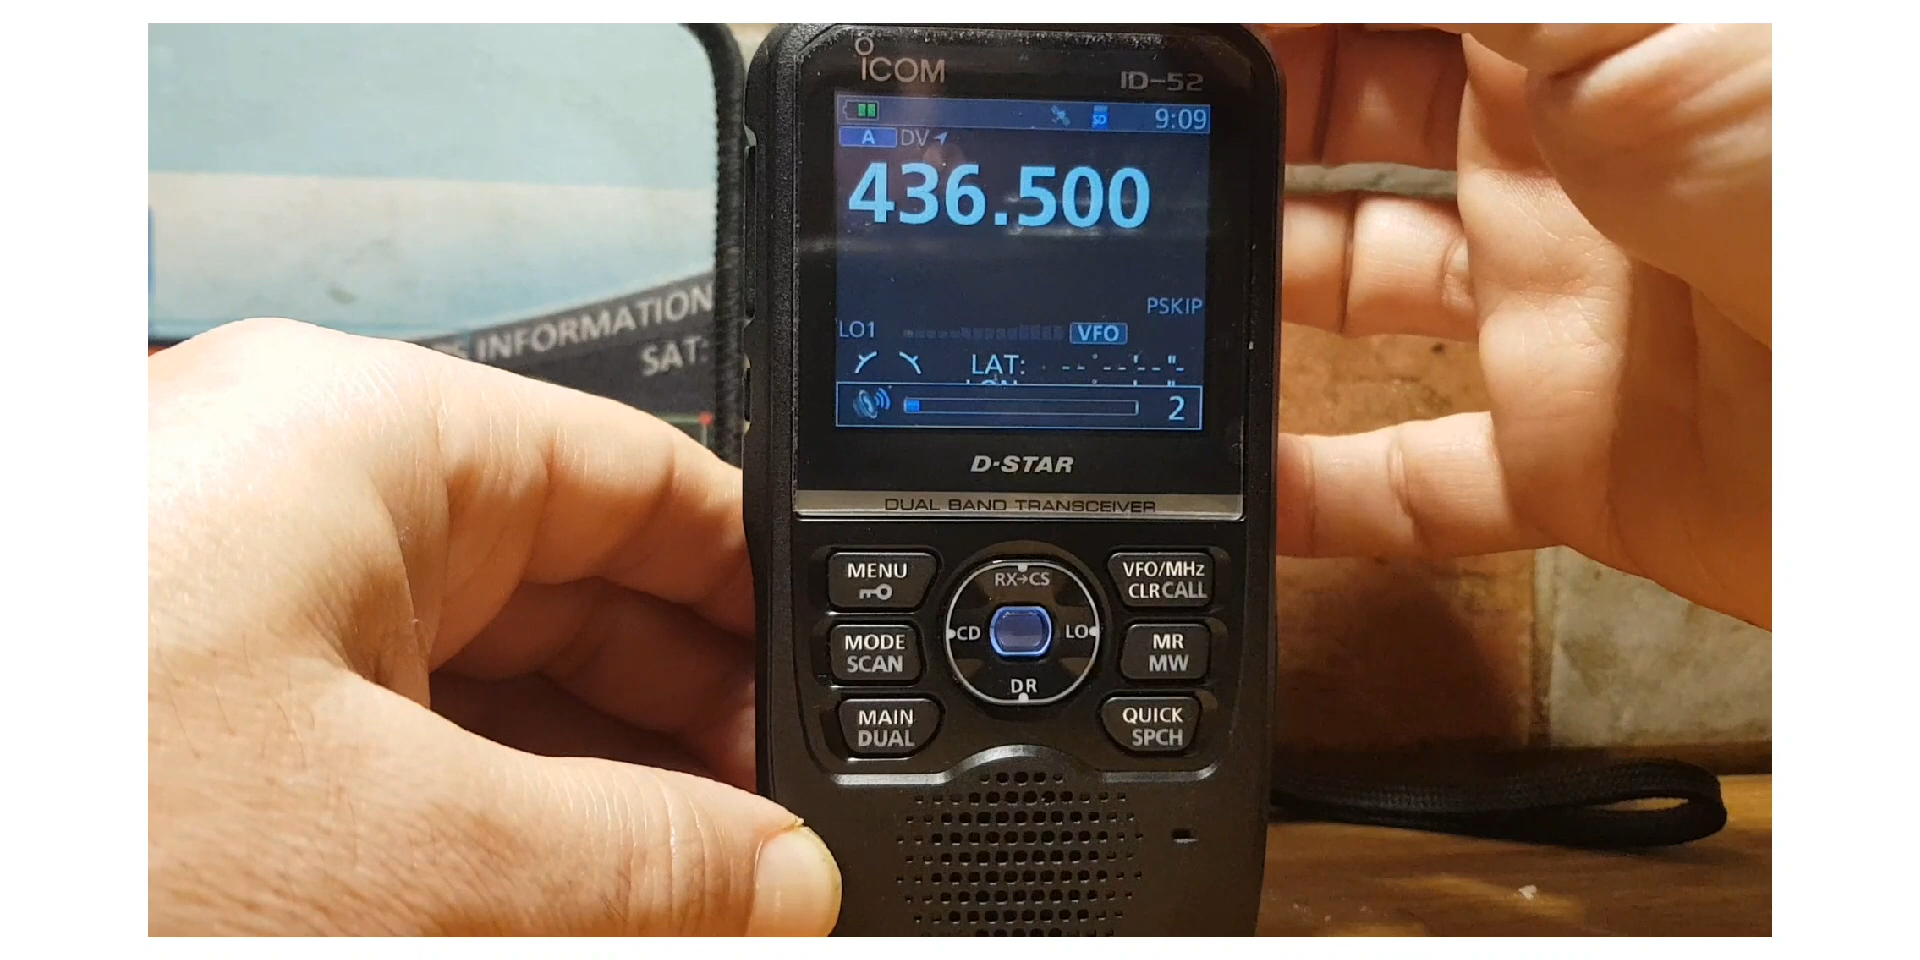 ICOM
ID-52
SD 9:09
A DV
436.500
PSKIP
LO1 VFO
LAT: --°--'--"-
2
INFORMATION
SAT:
D-STAR
DUAL BAND TRANSCEIVER
MENU
RX→CS
VFO/MHz
CLR CALL
MODE
SCAN
CD
LO
MR
MW
DR
MAIN
DUAL
QUICK
SPCH